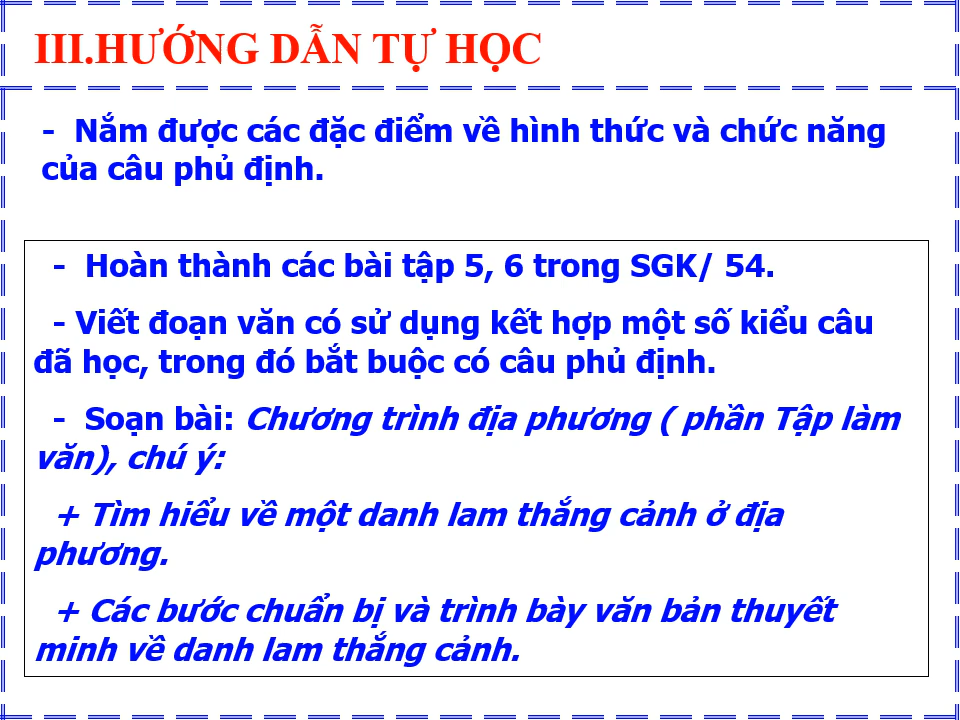 III.HƯỚNG DẪN TỰ HỌC
- Nắm được các đặc điểm về hình thức và chức năng
của câu phủ định.
- Hoàn thành các bài tập 5, 6 trong SGK/ 54.
- Viết đoạn văn có sử dụng kết hợp một số kiểu câu
đã học, trong đó bắt buộc có câu phủ định.
- Soạn bài: Chương trình địa phương ( phần Tập làm
văn), chú ý:
+ Tìm hiểu về một danh lam thắng cảnh ở địa
phương.
+ Các bước chuẩn bị và trình bày văn bản thuyết
minh về danh lam thắng cảnh.